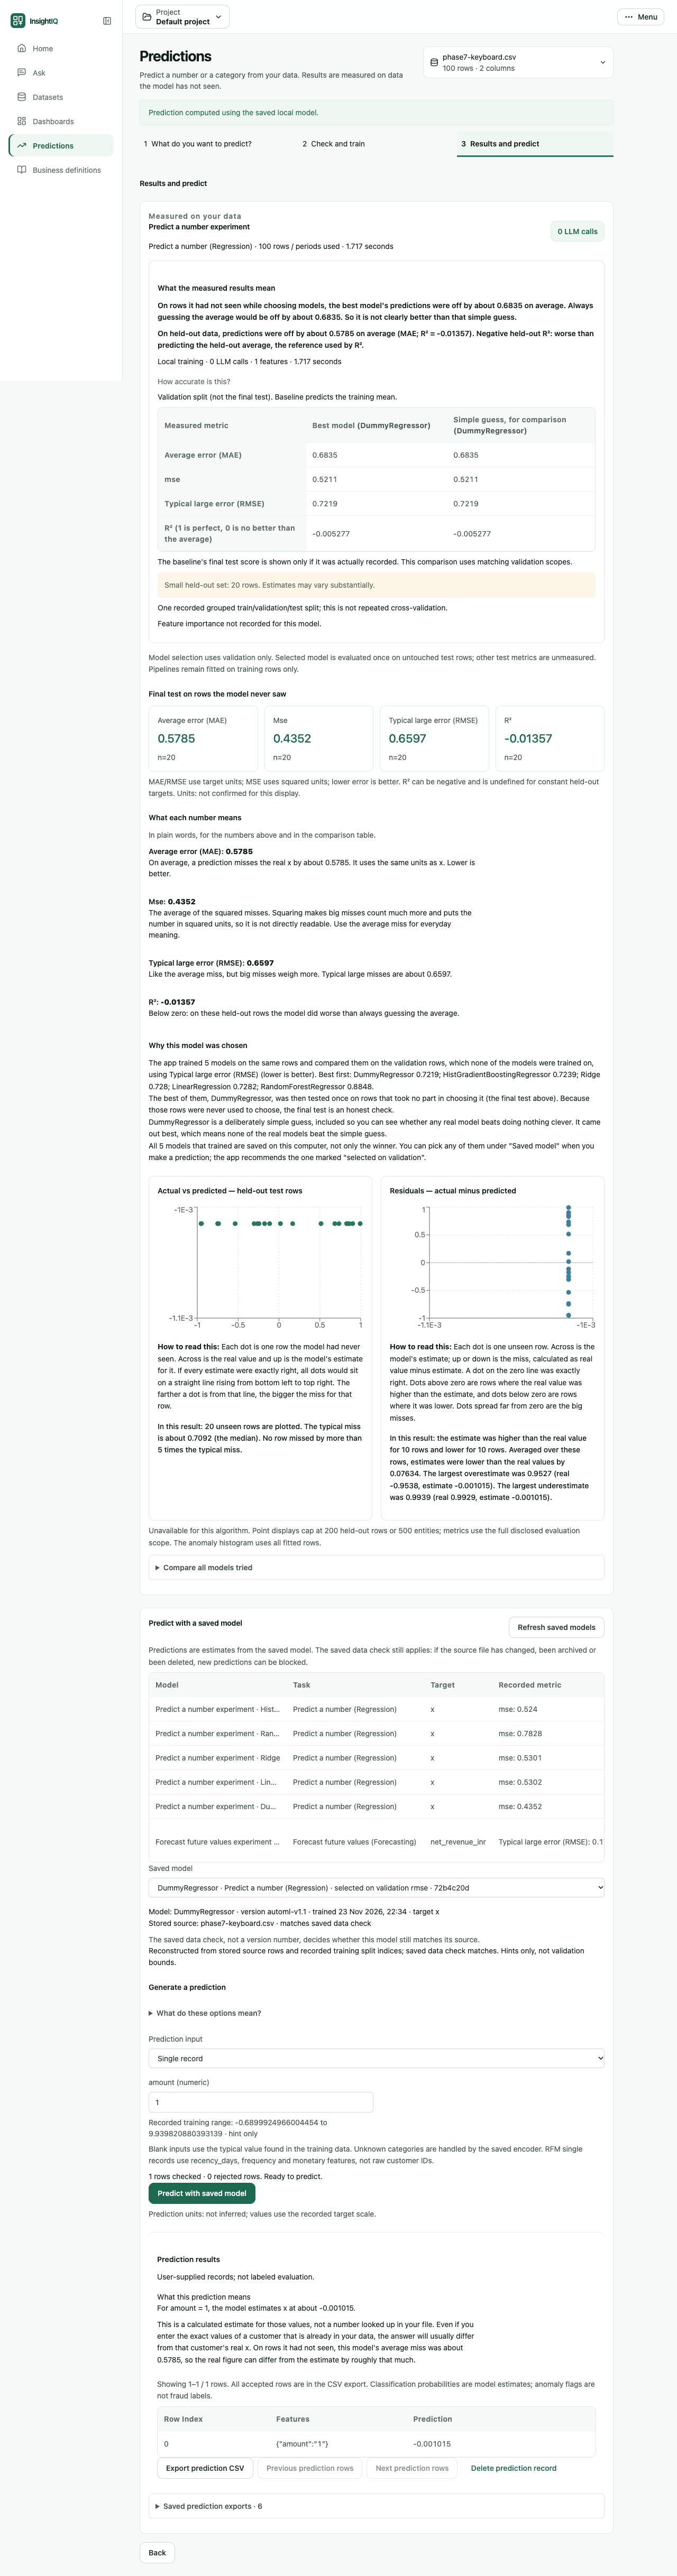 InsightIQ
Home
Ask
Datasets
Dashboards
Predictions
Business definitions
Project
Default project
Menu
Predictions
Predict a number or a category from your data. Results are measured on data
the model has not seen.
phase7-keyboard.csv
100 rows · 2 columns
Prediction computed using the saved local model.
1 What do you want to predict?
2 Check and train
3 Results and predict
Results and predict
Measured on your data
Predict a number experiment
0 LLM calls
Predict a number (Regression) · 100 rows / periods used · 1.717 seconds
What the measured results mean
On rows it had not seen while choosing models, the best model's predictions were off by about 0.6835 on average. Always
guessing the average would be off by about 0.6835. So it is not clearly better than that simple guess.
On held-out data, predictions were off by about 0.5785 on average (MAE; R² = -0.01357). Negative held-out R²: worse than
predicting the held-out average, the reference used by R².
Local training · 0 LLM calls · 1 features · 1.717 seconds
How accurate is this?
Validation split (not the final test). Baseline predicts the training mean.
Measured metric
Best model (DummyRegressor)
Simple guess, for comparison
(DummyRegressor)
Average error (MAE)
0.6835
0.6835
mse
0.5211
0.5211
Typical large error (RMSE)
0.7219
0.7219
R² (1 is perfect, 0 is no better than
the average)
-0.005277
-0.005277
The baseline's final test score is shown only if it was actually recorded. This comparison uses matching validation scopes.
Small held-out set: 20 rows. Estimates may vary substantially.
One recorded grouped train/validation/test split; this is not repeated cross-validation.
Feature importance not recorded for this model.
Model selection uses validation only. Selected model is evaluated once on untouched test rows; other test metrics are unmeasured.
Pipelines remain fitted on training rows only.
Final test on rows the model never saw
Average error (MAE)
0.5785
n=20
Mse
0.4352
n=20
Typical large error (RMSE)
0.6597
n=20
R²
-0.01357
n=20
MAE/RMSE use target units; MSE uses squared units; lower error is better. R² can be negative and is undefined for constant held-out
targets. Units: not confirmed for this display.
What each number means
In plain words, for the numbers above and in the comparison table.
Average error (MAE): 0.5785
On average, a prediction misses the real x by about 0.5785. It uses the same units as x. Lower is
better.
Mse: 0.4352
The average of the squared misses. Squaring makes big misses count much more and puts the
number in squared units, so it is not directly readable. Use the average miss for everyday
meaning.
Typical large error (RMSE): 0.6597
Like the average miss, but big misses weigh more. Typical large misses are about 0.6597.
R²: -0.01357
Below zero: on these held-out rows the model did worse than always guessing the average.
Why this model was chosen
The app trained 5 models on the same rows and compared them on the validation rows, which none of the models were trained on,
using Typical large error (RMSE) (lower is better). Best first: DummyRegressor 0.7219; HistGradientBoostingRegressor 0.7239; Ridge
0.728; LinearRegression 0.7282; RandomForestRegressor 0.8848.
The best of them, DummyRegressor, was then tested once on rows that took no part in choosing it (the final test above). Because
those rows were never used to choose, the final test is an honest check.
DummyRegressor is a deliberately simple guess, included so you can see whether any real model beats doing nothing clever. It came
out best, which means none of the real models beat the simple guess.
All 5 models that trained are saved on this computer, not only the winner. You can pick any of them under "Saved model" when you
make a prediction; the app recommends the one marked "selected on validation".
Actual vs predicted — held-out test rows
-1E-3
-1.1E-3
-1
-0.5
0
0.5
1
How to read this: Each dot is one row the model had never
seen. Across is the real value and up is the model's estimate
for it. If every estimate were exactly right, all dots would sit
on a straight line rising from bottom left to top right. The
farther a dot is from that line, the bigger the miss for that
row.
In this result: 20 unseen rows are plotted. The typical miss
is about 0.7092 (the median). No row missed by more than
5 times the typical miss.
Residuals — actual minus predicted
1
0.5
0
-0.5
-1
-1.1E-3
-1E-3
How to read this: Each dot is one unseen row. Across is the
model's estimate; up or down is the miss, calculated as real
value minus estimate. A dot on the zero line was exactly
right. Dots above zero are rows where the real value was
higher than the estimate, and dots below zero are rows
where it was lower. Dots spread far from zero are the big
misses.
In this result: the estimate was higher than the real value
for 10 rows and lower for 10 rows. Averaged over these
rows, estimates were lower than the real values by
0.07634. The largest overestimate was 0.9527 (real
-0.9538, estimate -0.001015). The largest underestimate
was 0.9939 (real 0.9929, estimate -0.001015).
Unavailable for this algorithm. Point displays cap at 200 held-out rows or 500 entities; metrics use the full disclosed evaluation
scope. The anomaly histogram uses all fitted rows.
Compare all models tried
Predict with a saved model
Refresh saved models
Predictions are estimates from the saved model. The saved data check still applies: if the source file has changed, been archived or
been deleted, new predictions can be blocked.
Model
Task
Target
Recorded metric
Predict a number experiment · Hist...
Predict a number (Regression)
x
mse: 0.524
Predict a number experiment · Ran...
Predict a number (Regression)
x
mse: 0.7828
Predict a number experiment · Ridge
Predict a number (Regression)
x
mse: 0.5301
Predict a number experiment · Lin...
Predict a number (Regression)
x
mse: 0.5302
Predict a number experiment · Du...
Predict a number (Regression)
x
mse: 0.4352
Forecast future values experiment ...
Forecast future values (Forecasting)
net_revenue_inr
Typical large error (RMSE): 0.1
Saved model
DummyRegressor · Predict a number (Regression) · selected on validation rmse · 72b4c20d
Model: DummyRegressor · version automl-v1.1 · trained 23 Nov 2026, 22:34 · target x
Stored source: phase7-keyboard.csv · matches saved data check
The saved data check, not a version number, decides whether this model still matches its source.
Reconstructed from stored source rows and recorded training split indices; saved data check matches. Hints only, not validation
bounds.
Generate a prediction
What do these options mean?
Prediction input
Single record
amount (numeric)
1
Recorded training range: -0.6899924966004454 to
9.939820880393139 · hint only
Blank inputs use the typical value found in the training data. Unknown categories are handled by the saved encoder. RFM single
records use recency_days, frequency and monetary features, not raw customer IDs.
1 rows checked · 0 rejected rows. Ready to predict.
Predict with saved model
Prediction units: not inferred; values use the recorded target scale.
Prediction results
User-supplied records; not labeled evaluation.
What this prediction means
For amount = 1, the model estimates x at about -0.001015.
This is a calculated estimate for those values, not a number looked up in your file. Even if you
enter the exact values of a customer that is already in your data, the answer will usually differ
from that customer's real x. On rows it had not seen, this model's average miss was about
0.5785, so the real figure can differ from the estimate by roughly that much.
Showing 1–1 / 1 rows. All accepted rows are in the CSV export. Classification probabilities are model estimates; anomaly flags are
not fraud labels.
Row Index
Features
Prediction
0
{"amount":"1"}
-0.001015
Export prediction CSV
Previous prediction rows
Next prediction rows
Delete prediction record
Saved prediction exports · 6
Back